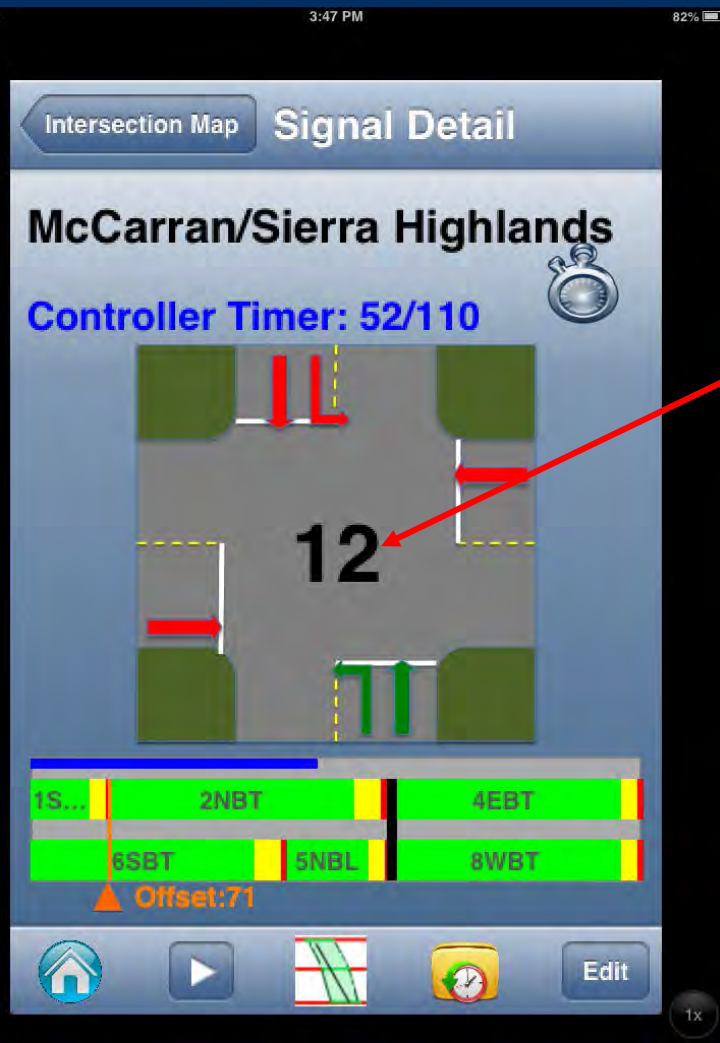 3:47 PM 82%
Intersection Map Signal Detail
McCarran/Sierra Highlands
Controller Timer: 52/110
12
1S... 2NBT 4EBT
6SBT 5NBL 8WBT
Offset:71
Edit
1x